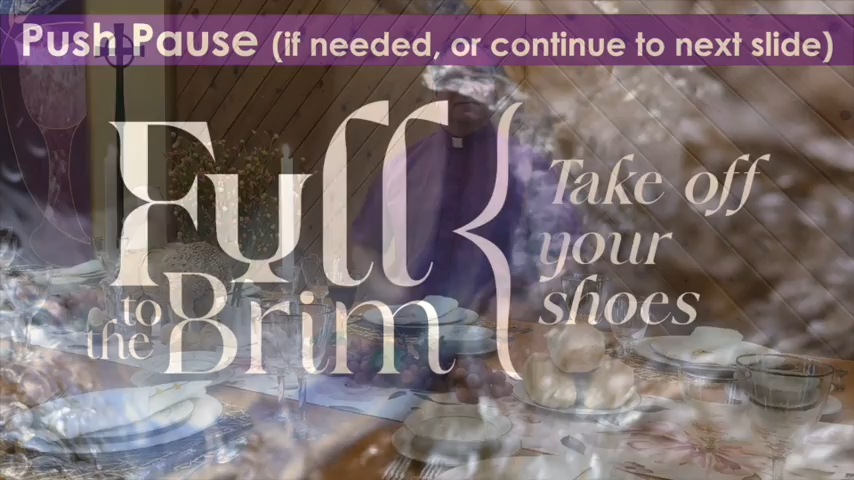 Push Pause (if needed, or continue to next slide)
Full
to the Brim
{
Take off
your
shoes